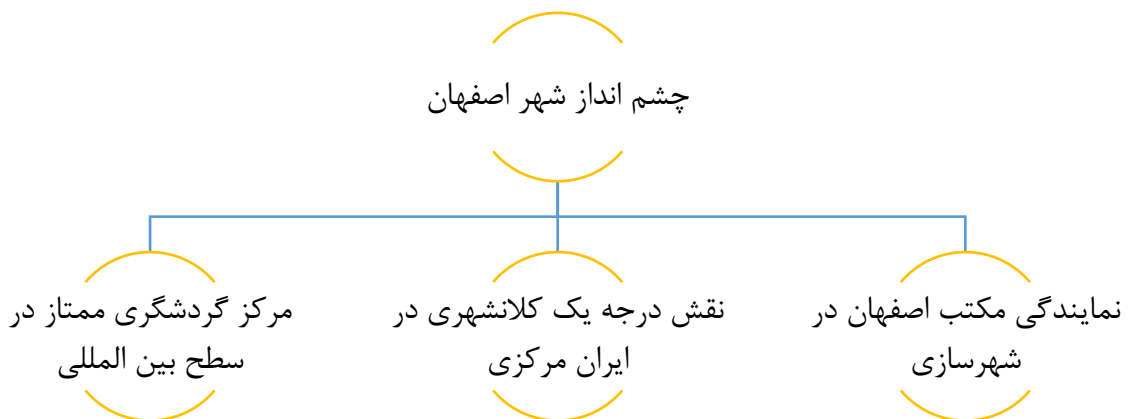 چشم انداز شهر اصفهان
نمایندگی مکتب اصفهان در
شهرسازی
نقش درجه یک کلانشهری در
ایران مرکزی
مرکز گردشگری ممتاز در
سطح بین المللی